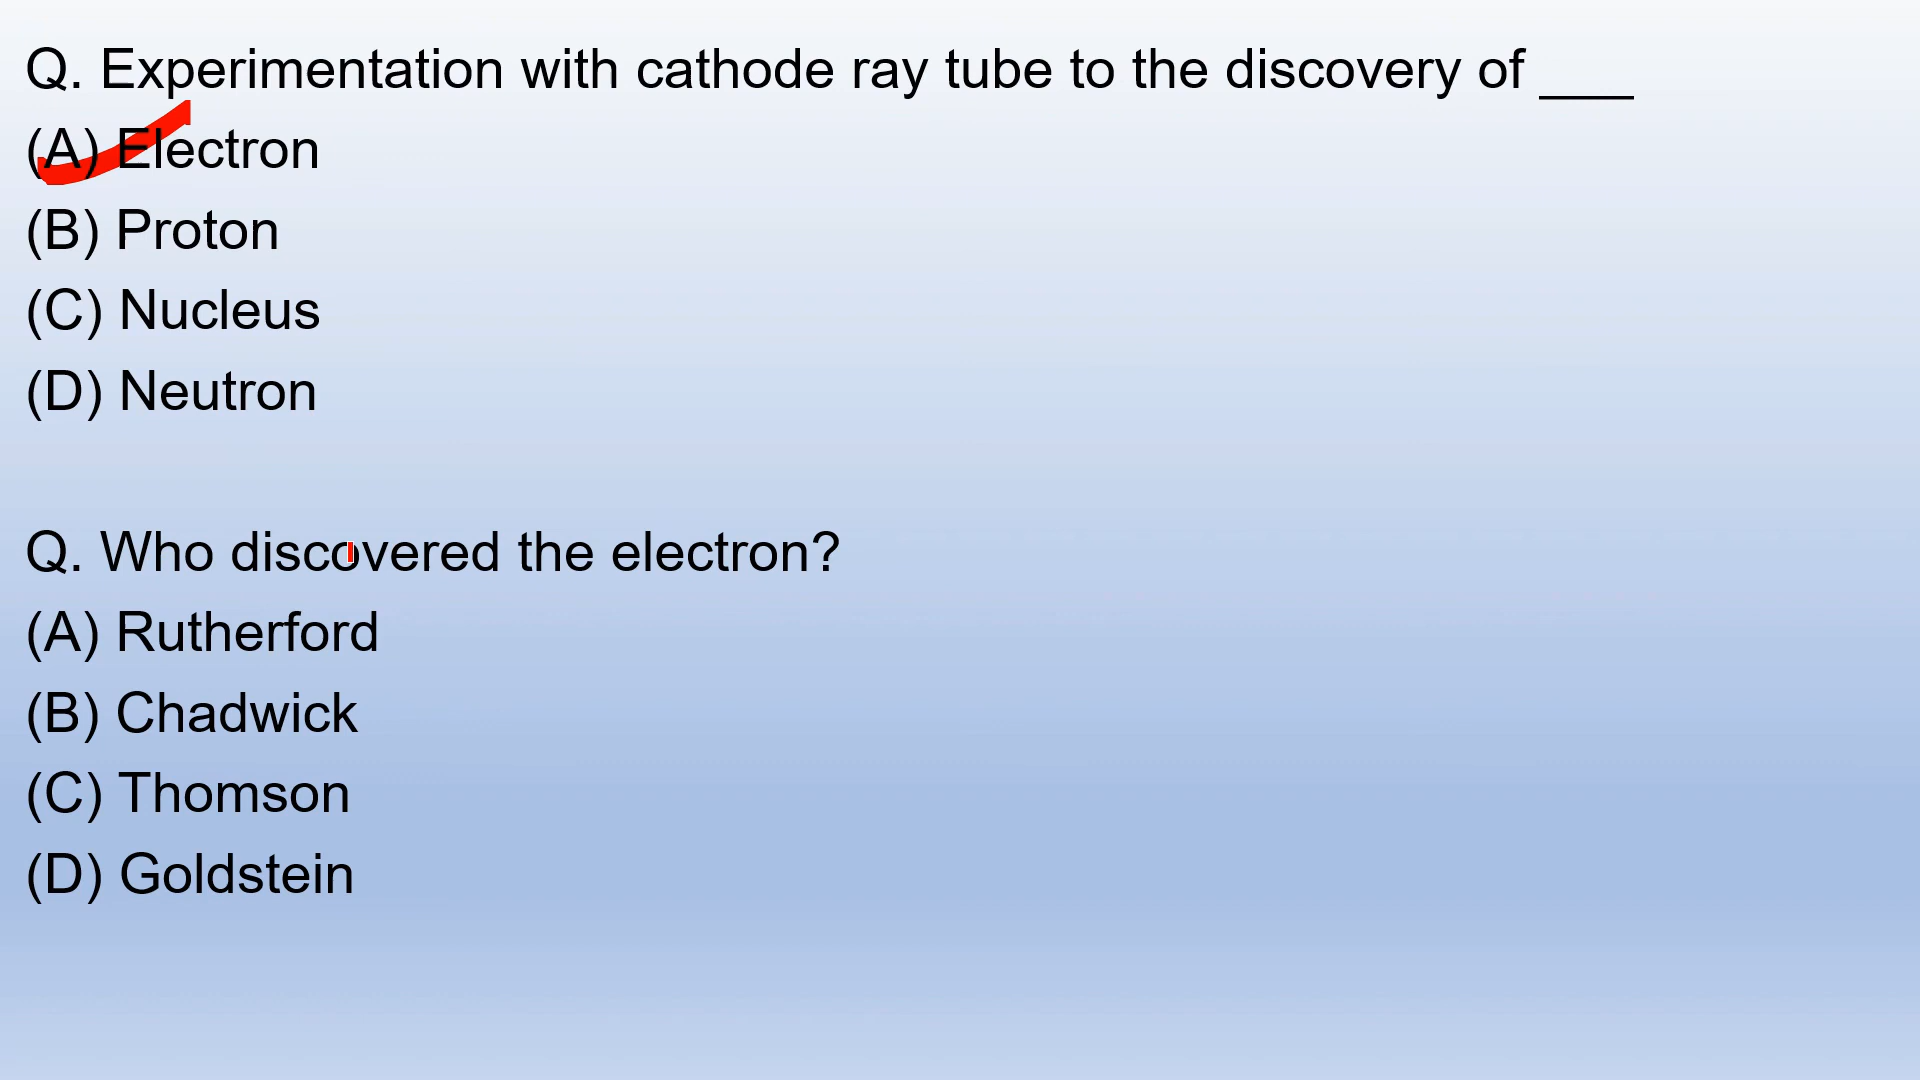 Q. Experimentation with cathode ray tube to the discovery of ___
(A) Electron
(B) Proton
(C) Nucleus
(D) Neutron
Q. Who discovered the electron?
(A) Rutherford
(B) Chadwick
(C) Thomson
(D) Goldstein